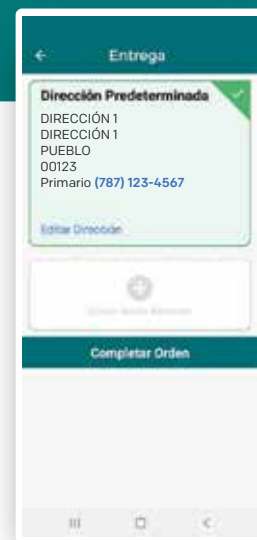 Entrega
Dirección Predeterminada
DIRECCIÓN 1
DIRECCIÓN 1
PUEBLO
00123
Primario (787) 123-4567
Editar Dirección
Completar Orden